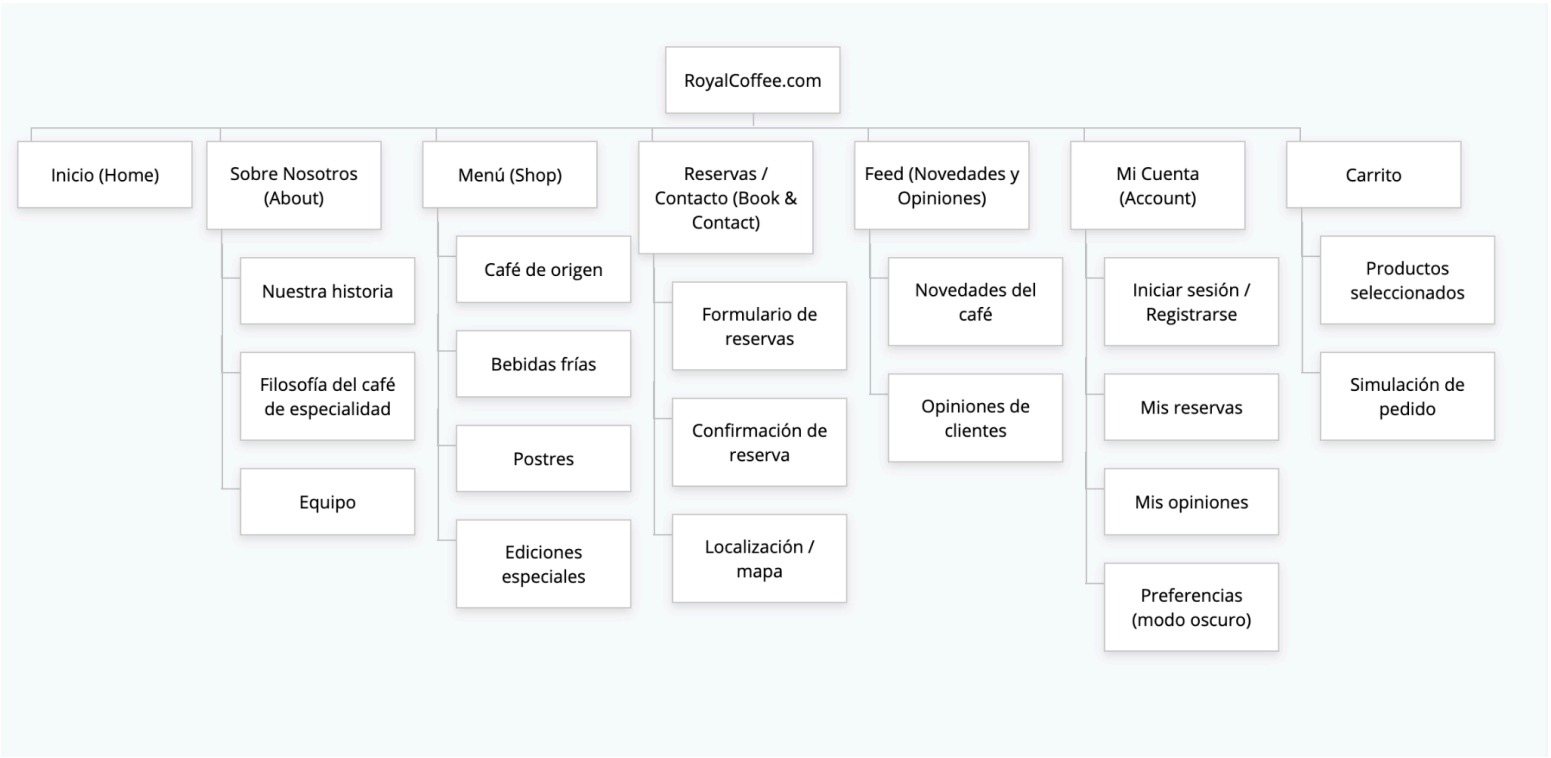 RoyalCoffee.com
Inicio (Home)
Sobre Nosotros
(About)
Nuestra historia
Filosofía del café
de especialidad
Equipo
Menú (Shop)
Café de origen
Bebidas frías
Postres
Ediciones
especiales
Reservas /
Contacto (Book &
Contact)
Formulario de
reservas
Confirmación de
reserva
Localización /
mapa
Feed (Novedades y
Opiniones)
Novedades del
café
Opiniones de
clientes
Mi Cuenta
(Account)
Iniciar sesión /
Registrarse
Mis reservas
Mis opiniones
Preferencias
(modo oscuro)
Carrito
Productos
seleccionados
Simulación de
pedido